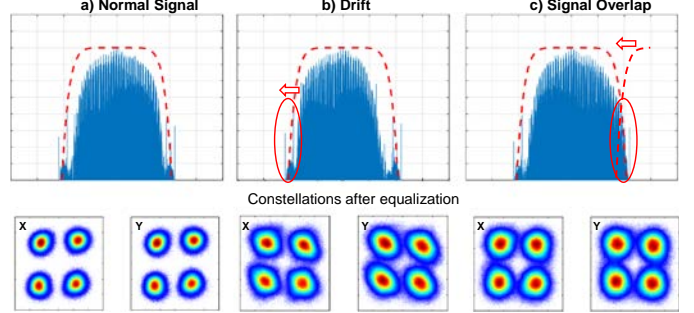 a) Normal Signal b) Drift c) Signal Overlap
Constellations after equalization
X Y X Y X Y